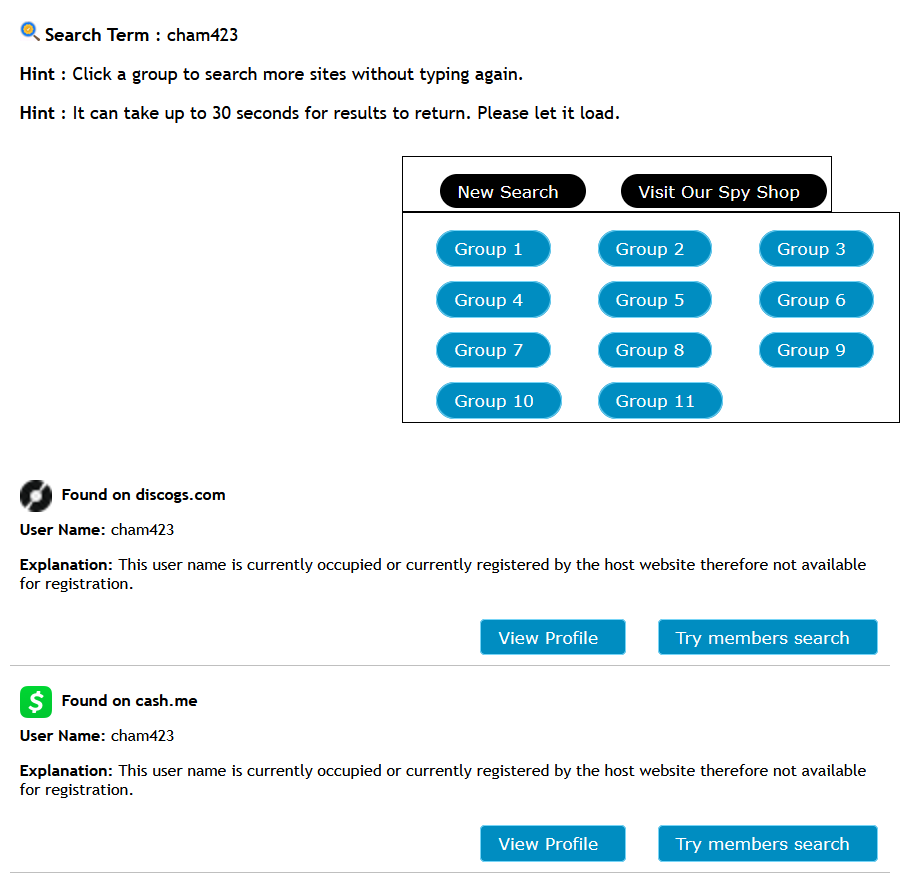 Search Term : cham423
Hint : Click a group to search more sites without typing again.
Hint : It can take up to 30 seconds for results to return. Please let it load.
New Search Visit Our Spy Shop
Group 1 Group 2 Group 3
Group 4 Group 5 Group 6
Group 7 Group 8 Group 9
Group 10 Group 11
Found on discogs.com
User Name: cham423
Explanation: This user name is currently occupied or currently registered by the host website therefore not available
for registration.
View Profile Try members search
$ Found on cash.me
User Name: cham423
Explanation: This user name is currently occupied or currently registered by the host website therefore not available
for registration.
View Profile Try members search